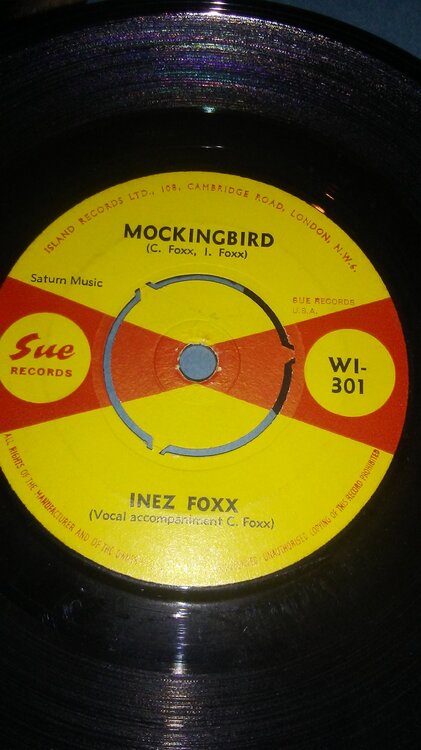 ISLAND RECORDS LTD., 108, CAMBRIDGE ROAD, LONDON, N.W.6.
MOCKINGBIRD
(C. Foxx, I. Foxx)
Saturn Music
SUE RECORDS
U.S.A.
Sue
RECORDS
WI-
301
INEZ FOXX
(Vocal accompaniment C. Foxx)
ALL RIGHTS OF THE MANUFACTURER AND OF THE UNAUTHORISED COPYING OF THIS RECORD PROHIBITED